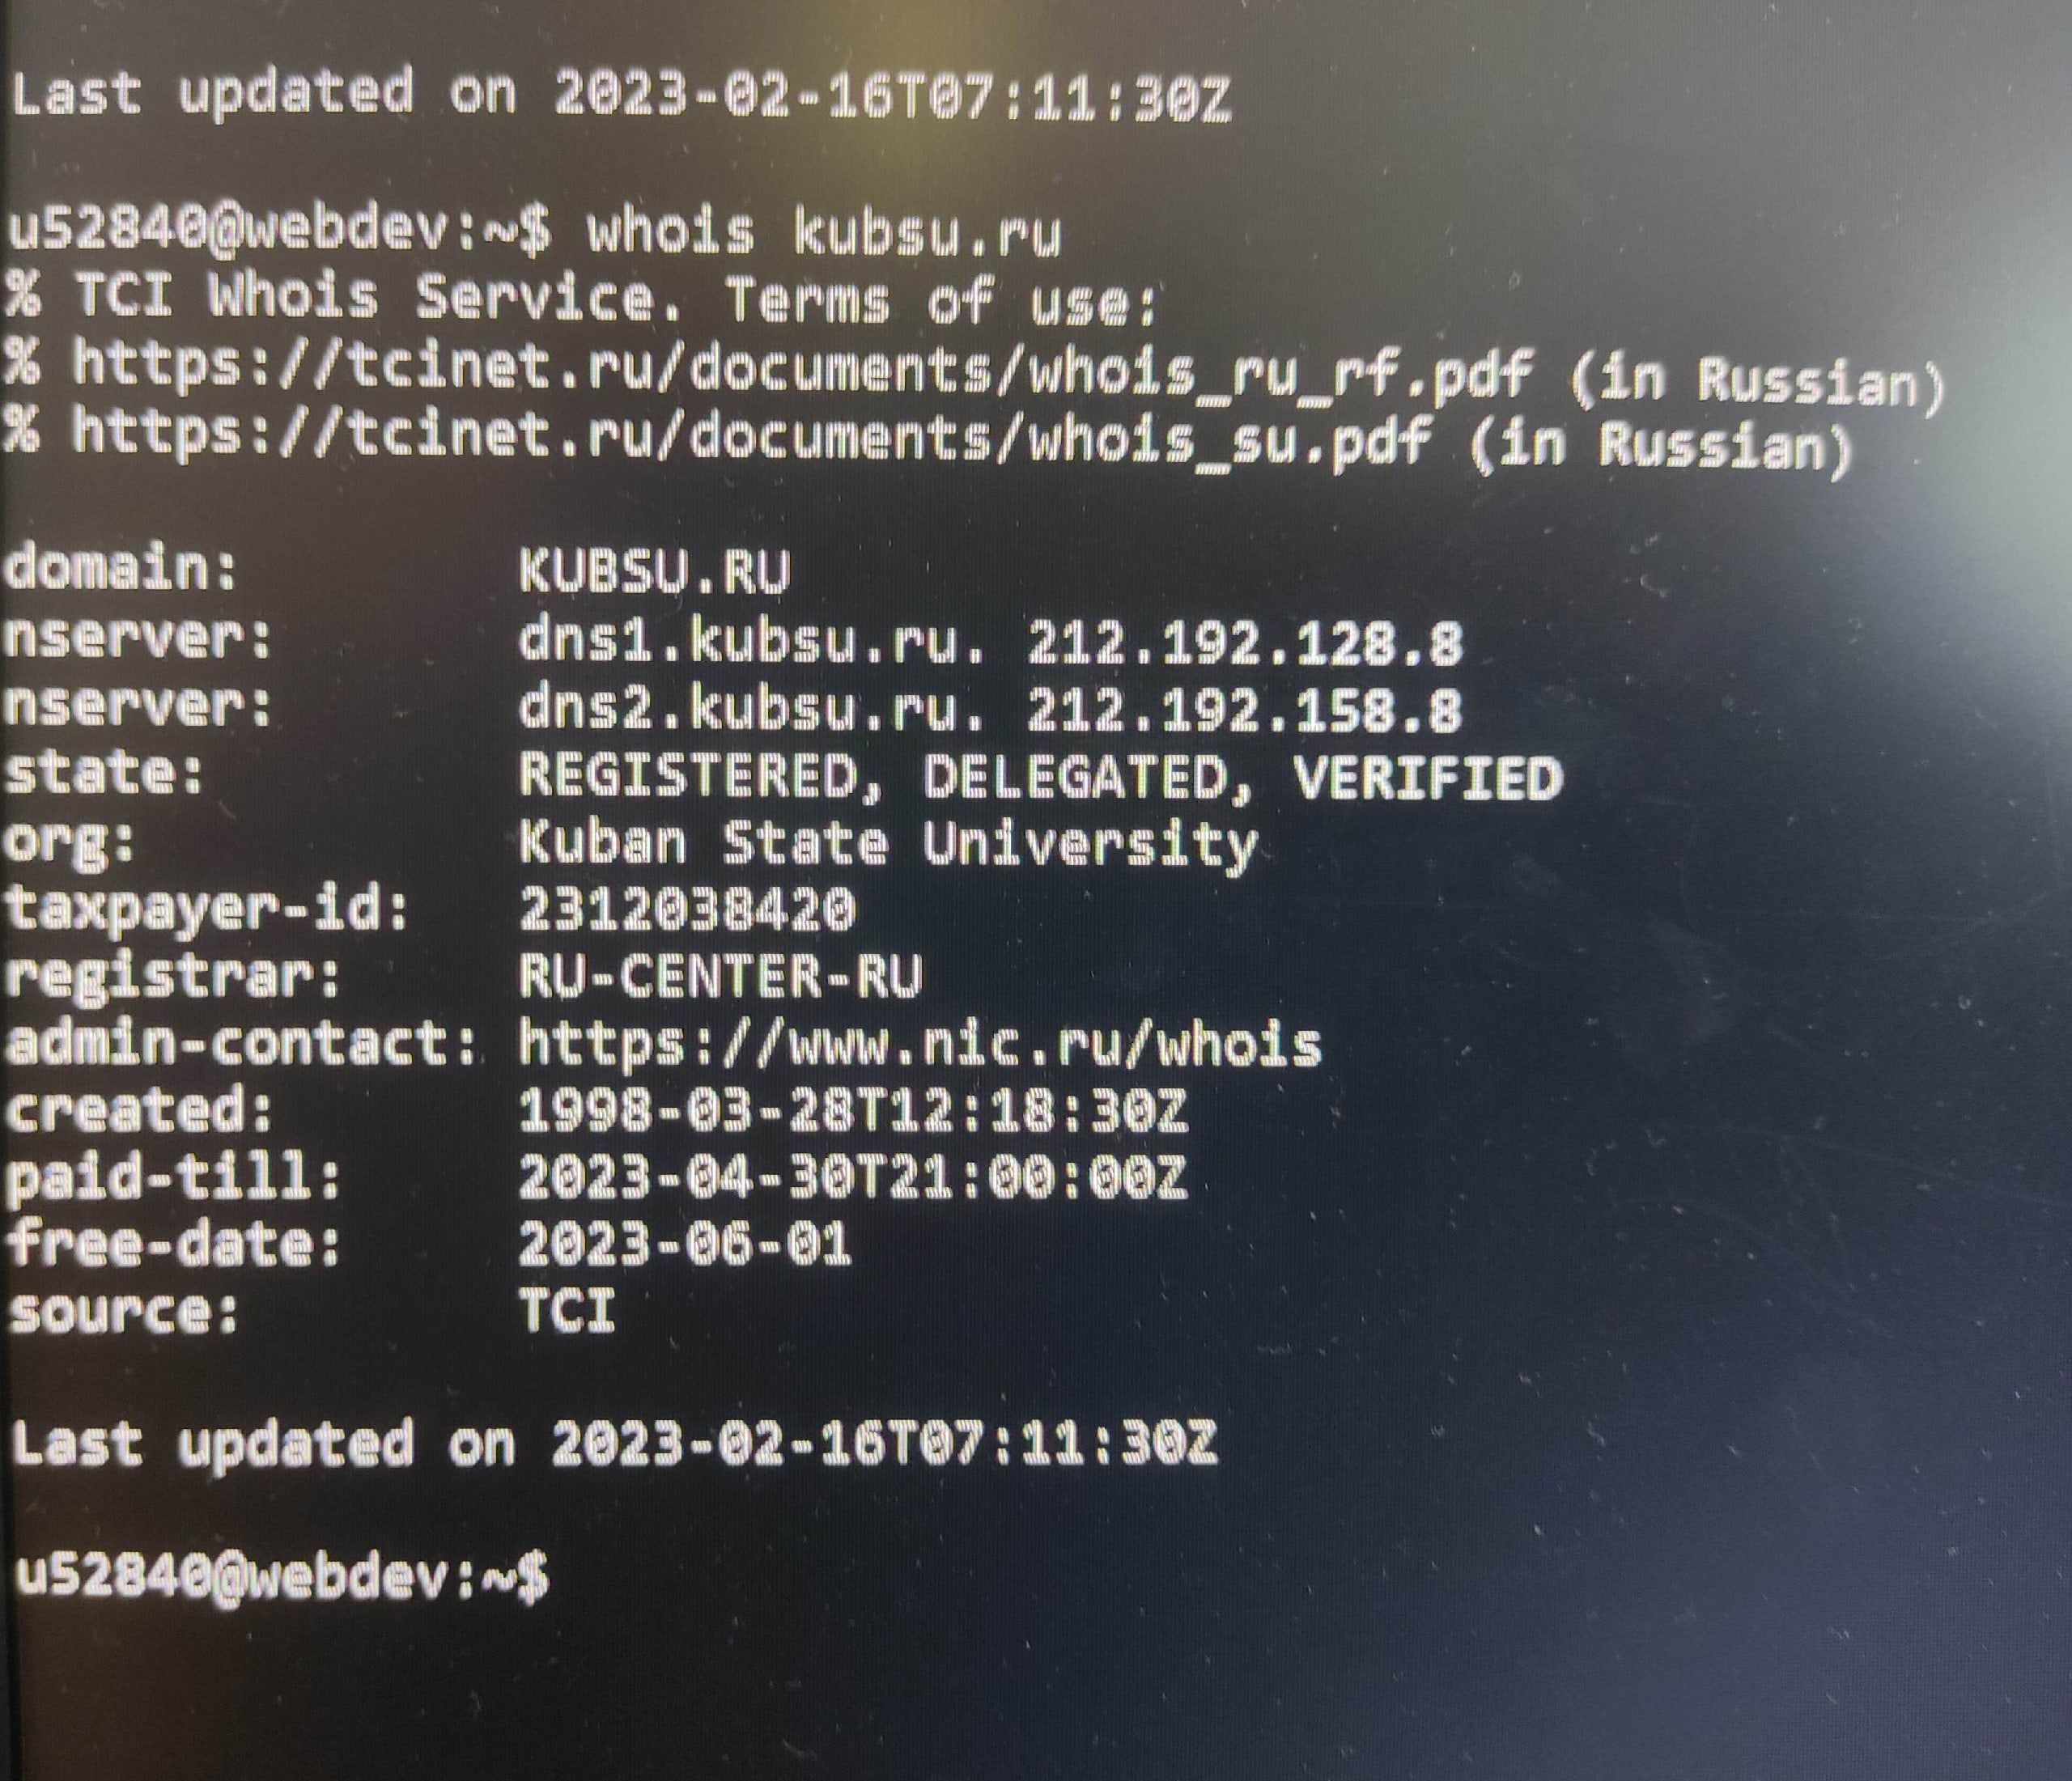 Last updated on 2023-02-16T07:11:30Z
u52840@webdev:~$ whois kubsu.ru
% TCI Whois Service. Terms of use:
% https://tcinet.ru/documents/whois_ru_rf.pdf (in Russian)
% https://tcinet.ru/documents/whois_su.pdf (in Russian)
domain: KUBSU.RU
nserver: dns1.kubsu.ru. 212.192.128.8
nserver: dns2.kubsu.ru. 212.192.158.8
state: REGISTERED, DELEGATED, VERIFIED
org: Kuban State University
taxpayer-id: 2312038420
registrar: RU-CENTER-RU
admin-contact: https://www.nic.ru/whois
created: 1998-03-28T12:18:30Z
paid-till: 2023-04-30T21:00:00Z
free-date: 2023-06-01
source: TCI
Last updated on 2023-02-16T07:11:30Z
u52840@webdev:~$